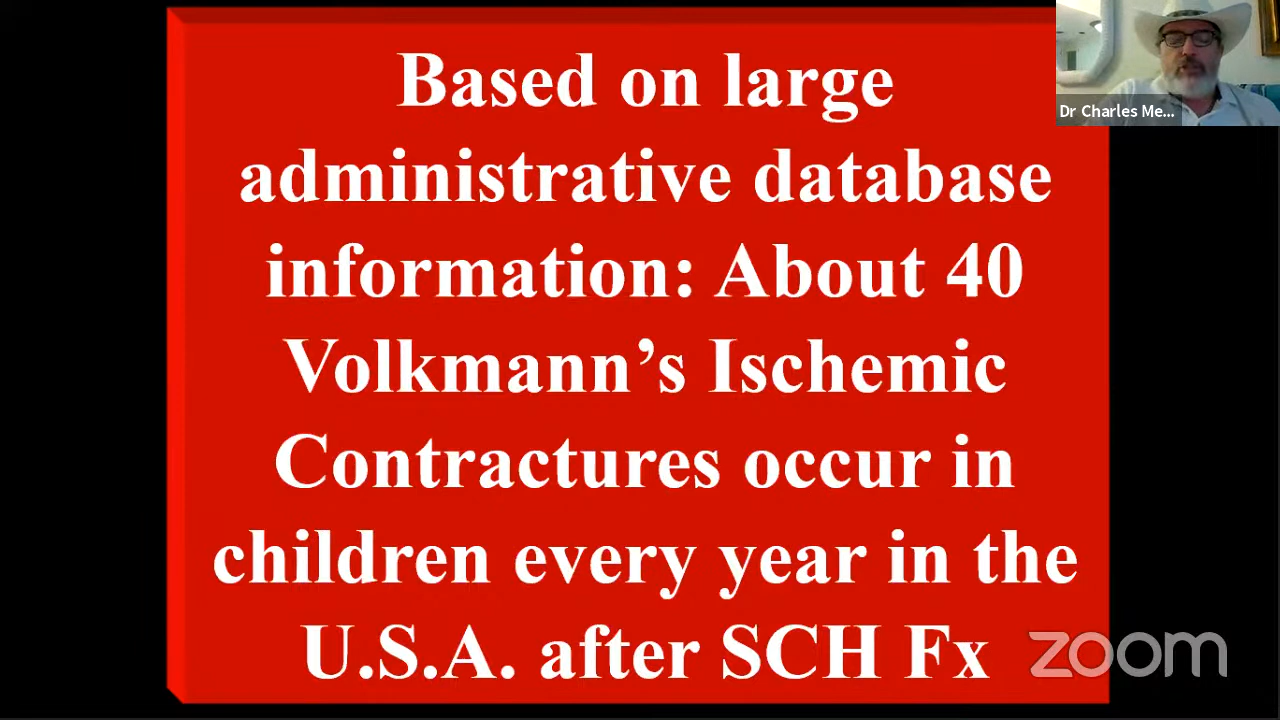 Based on large
administrative database
information: About 40
Volkmann’s Ischemic
Contractures occur in
children every year in the
U.S.A. after SCH Fx
Dr Charles Me...
zoom